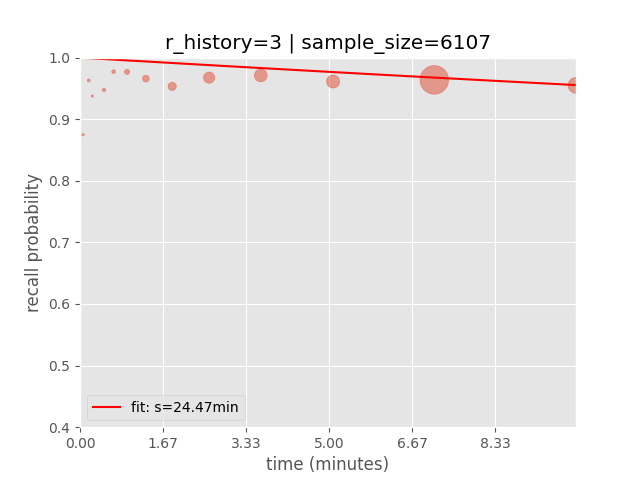 r_history=3 | sample_size=6107
recall probability
1.0
0.9
0.8
0.7
0.6
0.5
0.4
fit: s=24.47min
0.00 1.67 3.33 5.00 6.67 8.33
time (minutes)